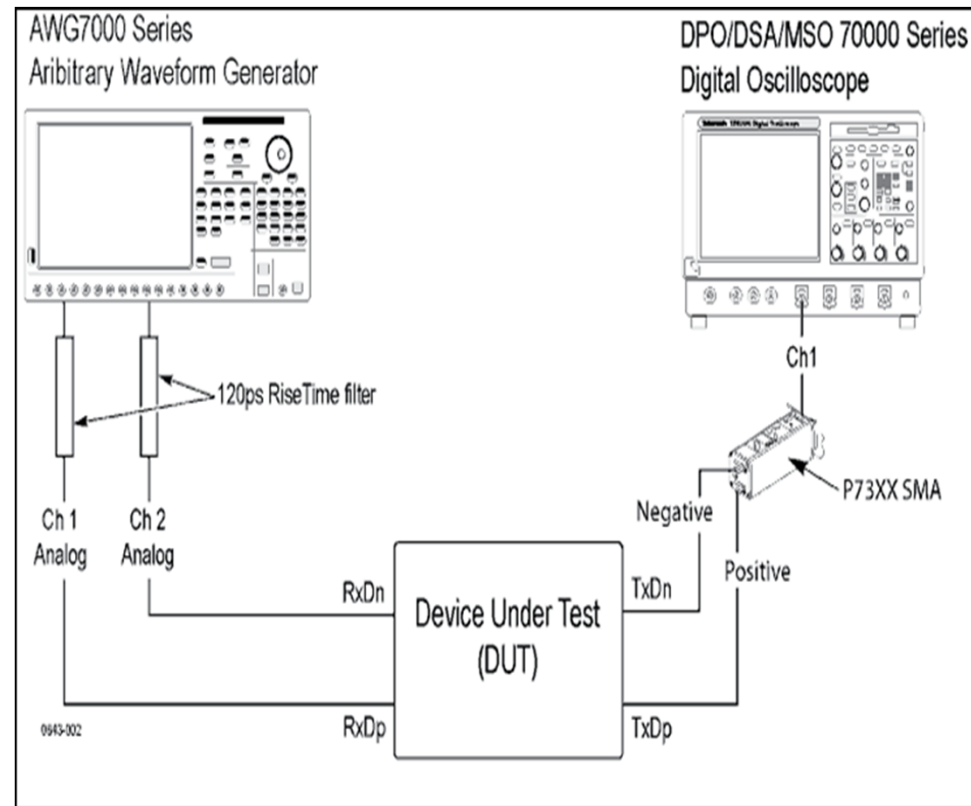 AWG7000 Series
Aribitrary Waveform Generator
DPO/DSA/MSO 70000 Series
Digital Oscilloscope
Ch1
120ps RiseTime filter
P73XX SMA
Ch 1
Analog
Ch 2
Analog
Negative
Positive
RxDn
TxDn
Device Under Test
(DUT)
RxDp
TxDp
0643-002